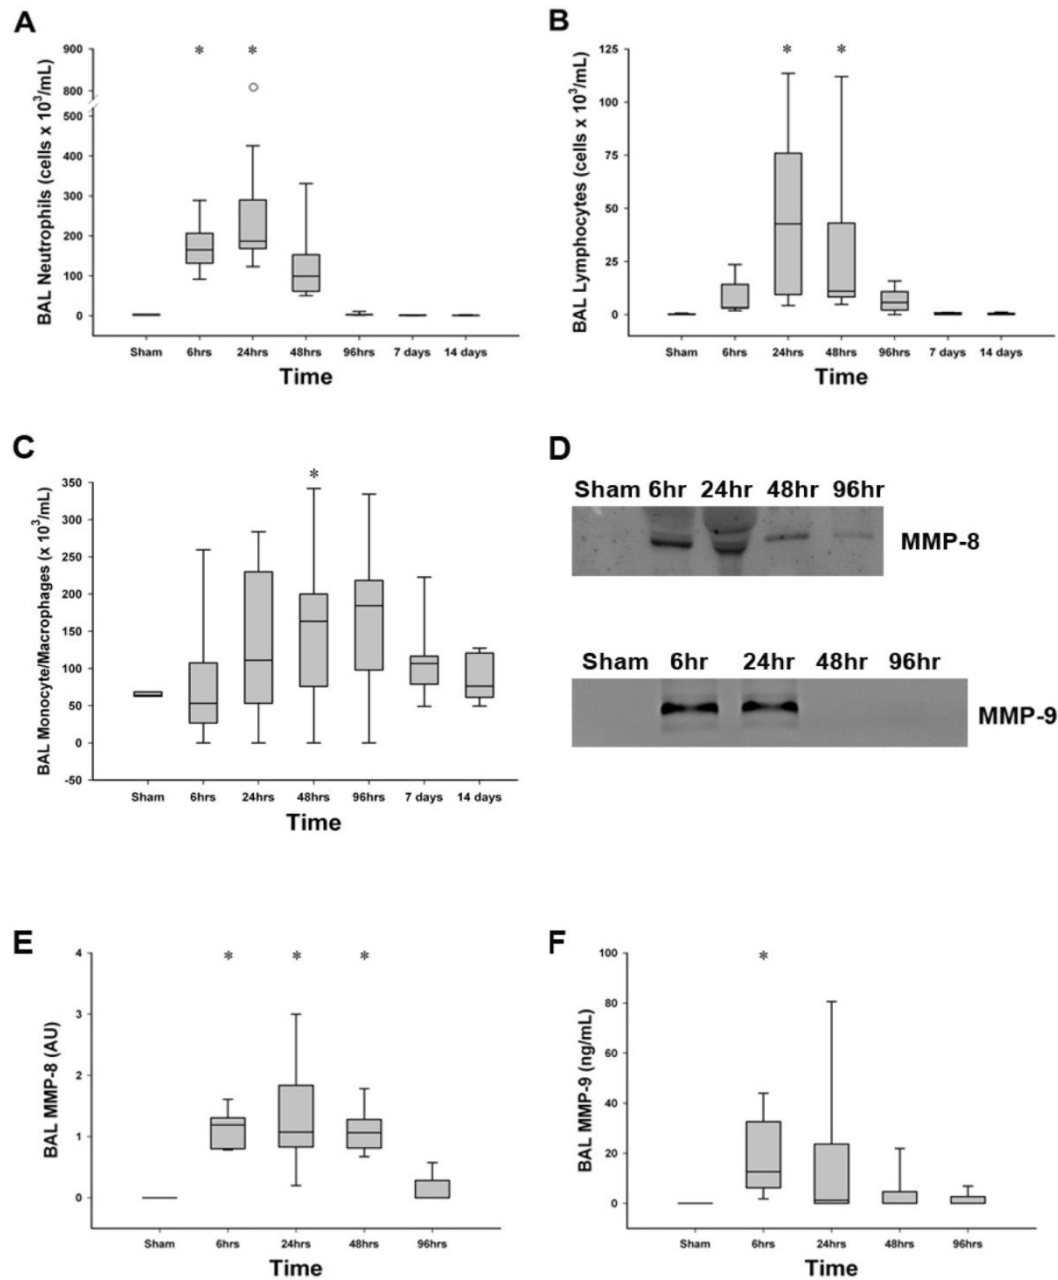 A
BAL Neutrophils (cells x 10³/mL)
900
800
500
400
300
200
100
0
* *
Sham 6hrs 24hrs 48hrs 96hrs 7 days 14 days
Time
B
BAL Lymphocytes (cells x 10³/mL)
125
100
75
50
25
0
* *
Sham 6hrs 24hrs 48hrs 96hrs 7 days 14 days
Time
C
BAL Monocyte/Macrophages (x 10³/mL)
350
300
250
200
150
100
50
0
-50
*
Sham 6hrs 24hrs 48hrs 96hrs 7 days 14 days
Time
D
Sham 6hr 24hr 48hr 96hr
MMP-8
Sham 6hr 24hr 48hr 96hr
MMP-9
E
BAL MMP-8 (AU)
4
3
2
1
0
* * *
Sham 6hrs 24hrs 48hrs 96hrs
Time
F
BAL MMP-9 (ng/mL)
100
80
60
40
20
0
*
Sham 6hrs 24hrs 48hrs 96hrs
Time